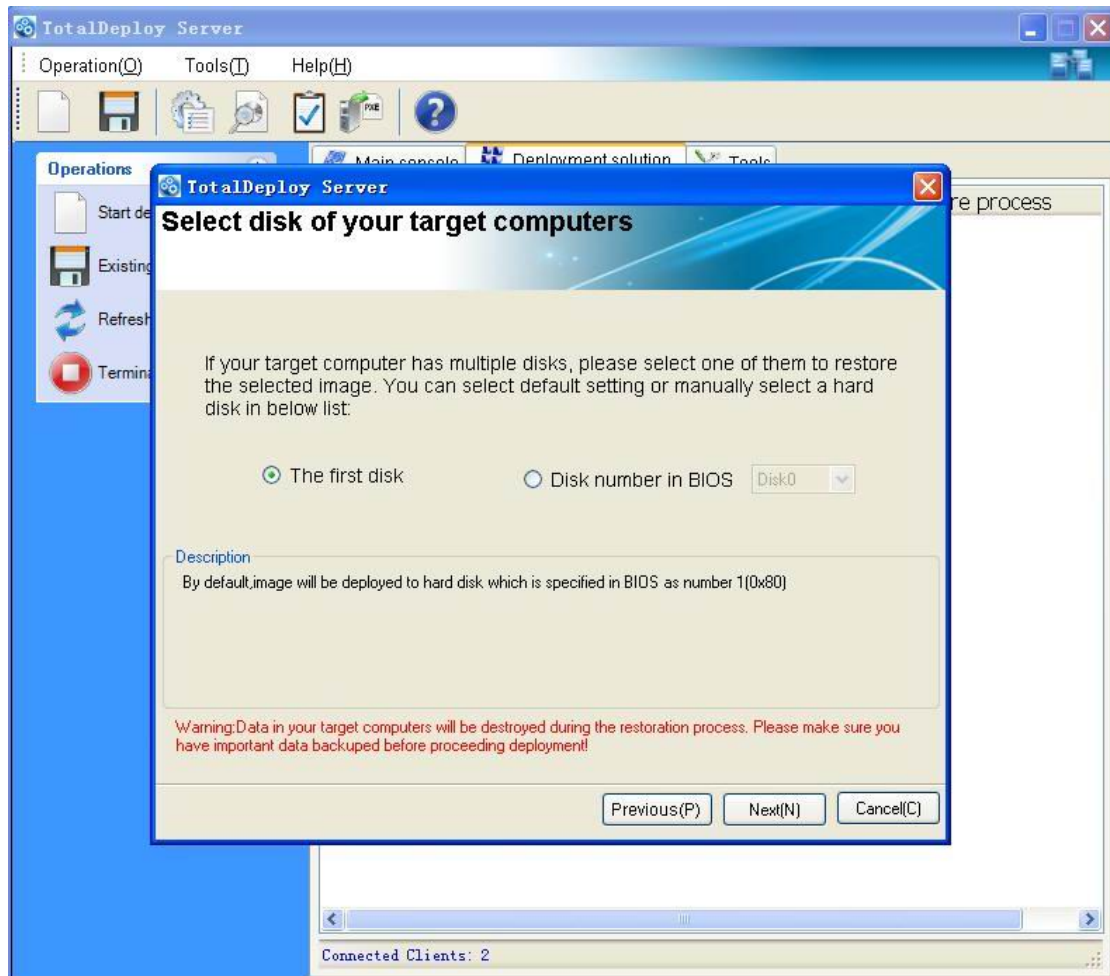 TotalDeploy Server
Operation(O) Tools(T) Help(H)
PXE
Operations
Main console Deployment solution Tools
TotalDeploy Server
Select disk of your target computers
re process
Start de
Existing
Refresh
Termina
If your target computer has multiple disks, please select one of them to restore
the selected image. You can select default setting or manually select a hard
disk in below list:
The first disk Disk number in BIOS Disk0
Description
By default,image will be deployed to hard disk which is specified in BIOS as number 1(0x80)
Warning:Data in your target computers will be destroyed during the restoration process. Please make sure you
have important data backuped before proceeding deployment!
Previous(P) Next(N) Cancel(C)
Connected Clients: 2